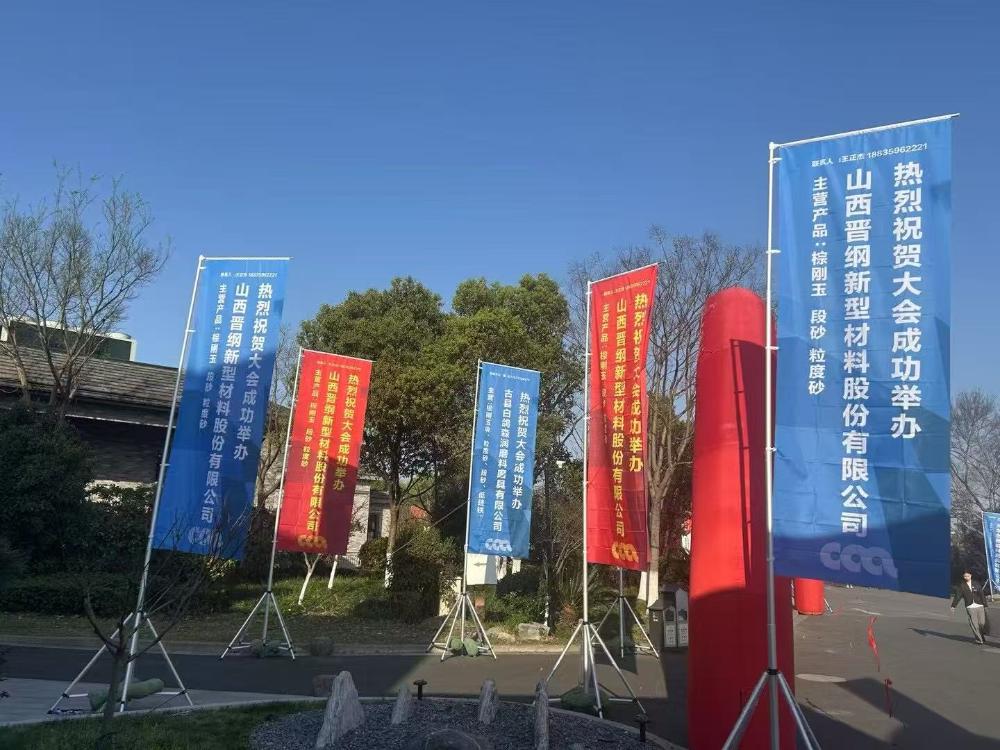 联系人 :王正杰 18835962221
热烈祝贺大会成功举办
山西晋纲新型材料股份有限公司
主营产品:棕刚玉 段砂 粒度砂
联系人:王正杰 18835962221
热烈祝贺大会成功举办
山西晋纲新型材料股份有限公司
主营产品:棕刚玉 段砂 粒度砂
热烈祝贺大会成功举办
古县白鸽森润磨料磨具有限公司
主营:棕刚玉块、粒度砂、段砂、低硅铁。
联系人:王正杰 18835962221
热烈祝贺大会成功举办
山西晋纲新型材料股份有限公司
主营产品:棕刚玉 段砂 粒度砂
联系人 :王正杰 18835962221
热烈祝贺大会成功举办
山西晋纲新型材料股份有限公司
主营产品:棕刚玉 段砂 粒度砂